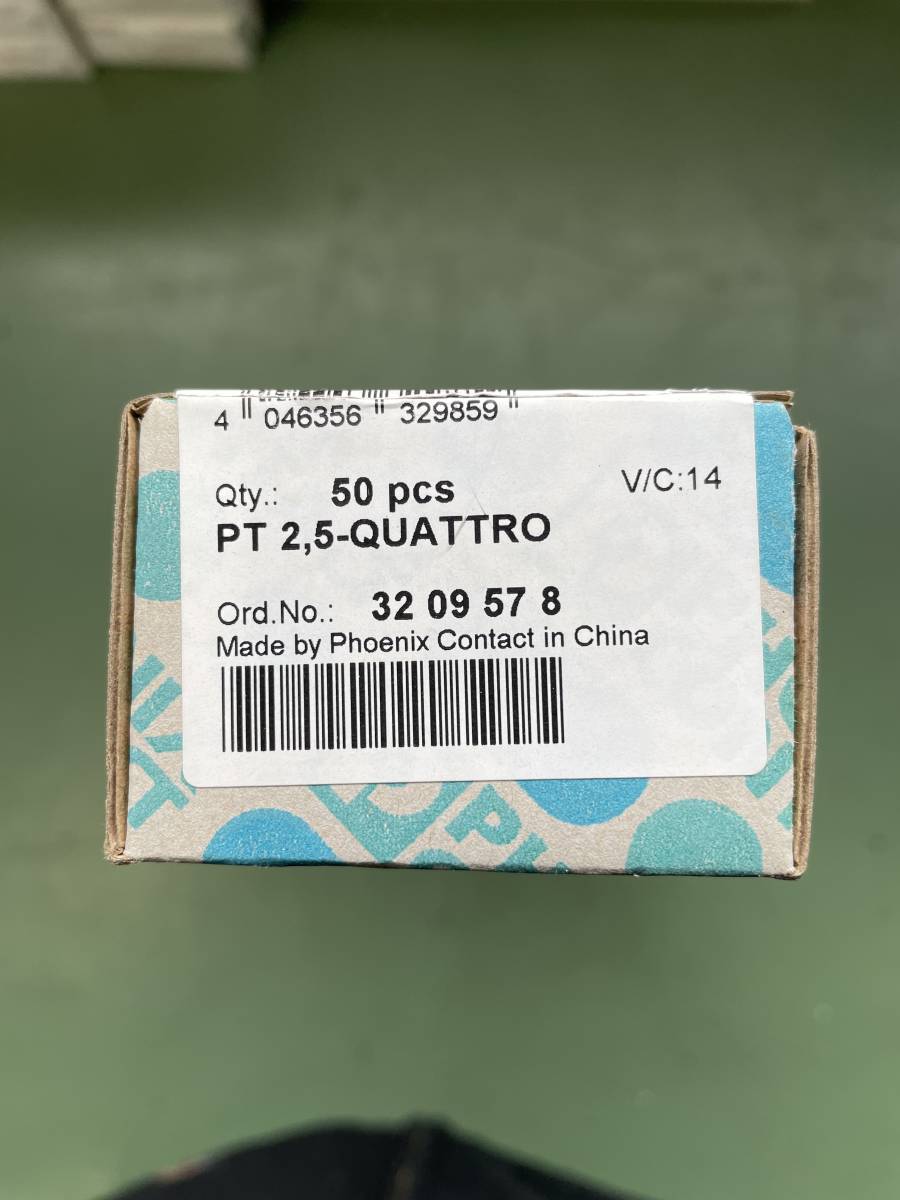 4 046356 329859
Qty.: 50 pcs V/C:14
PT 2,5-QUATTRO
Ord.No.: 32 09 57 8
Made by Phoenix Contact in China